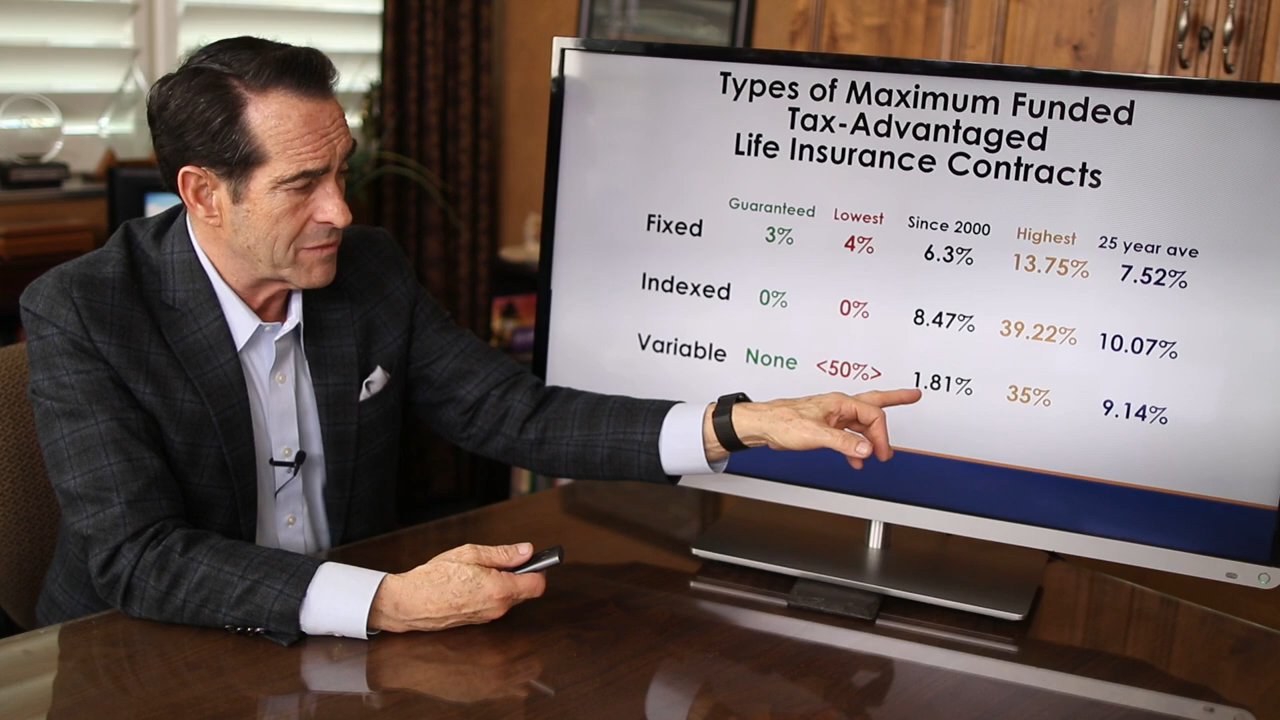 Types of Maximum Funded
Tax-Advantaged
Life Insurance Contracts
Guaranteed Lowest Since 2000 Highest 25 year ave
Fixed 3% 4% 6.3% 13.75% 7.52%
Indexed 0% 0% 8.47% 39.22% 10.07%
Variable None <50%> 1.81% 35% 9.14%